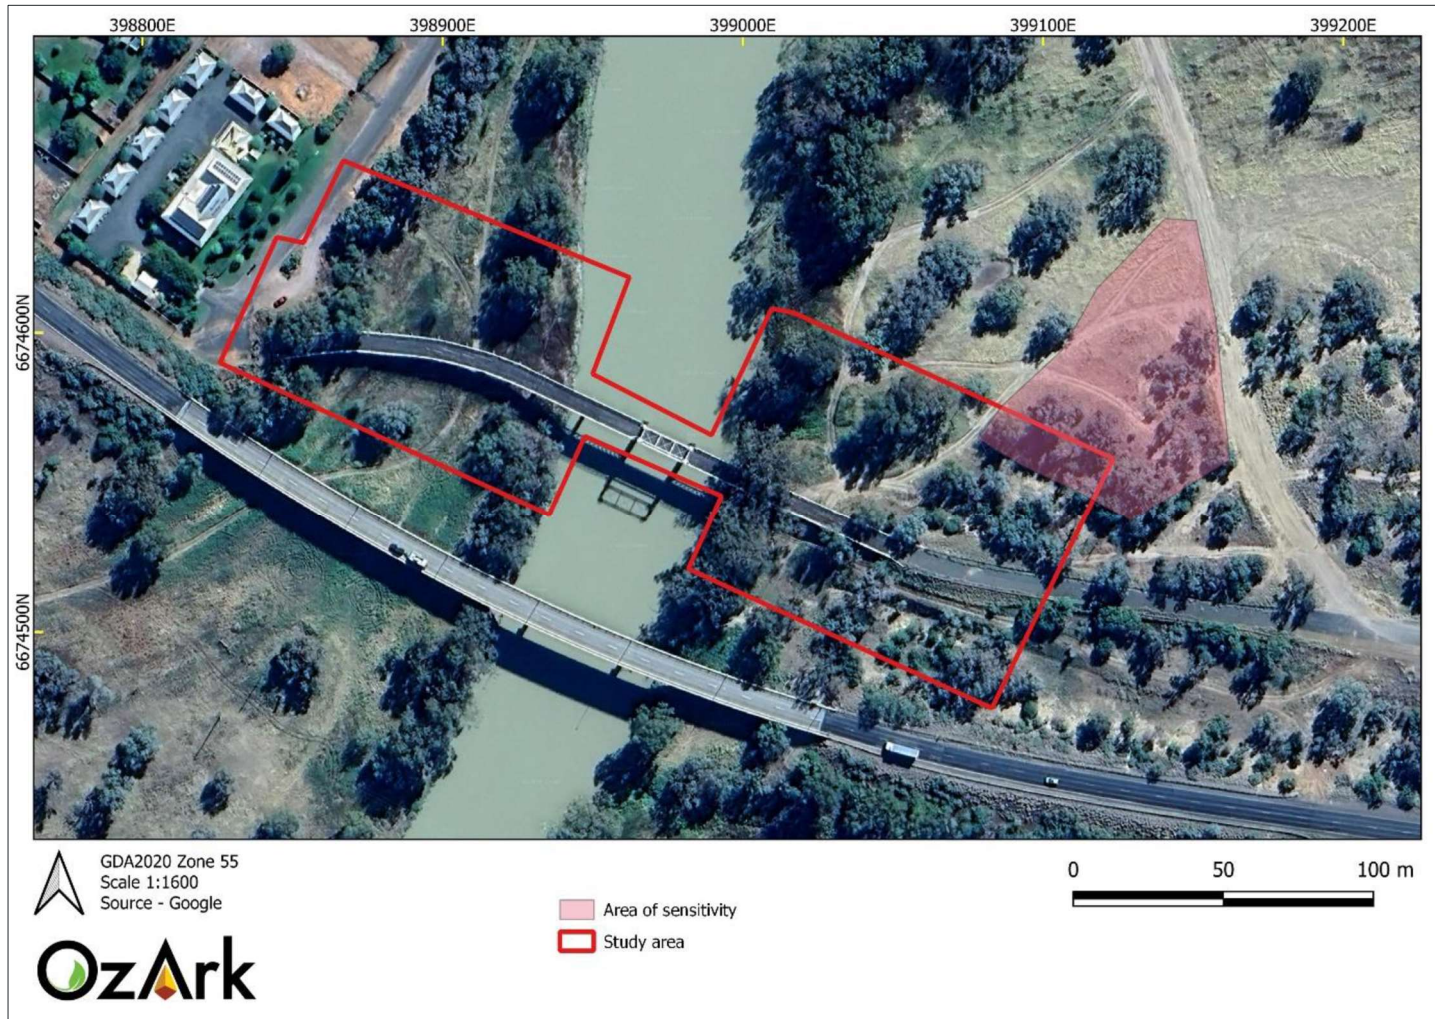 398800E 398900E 399000E 399100E 399200E
6674600N
6674500N
GDA2020 Zone 55
Scale 1:1600
Source - Google
0 50 100 m
Area of sensitivity
Study area
OzArk